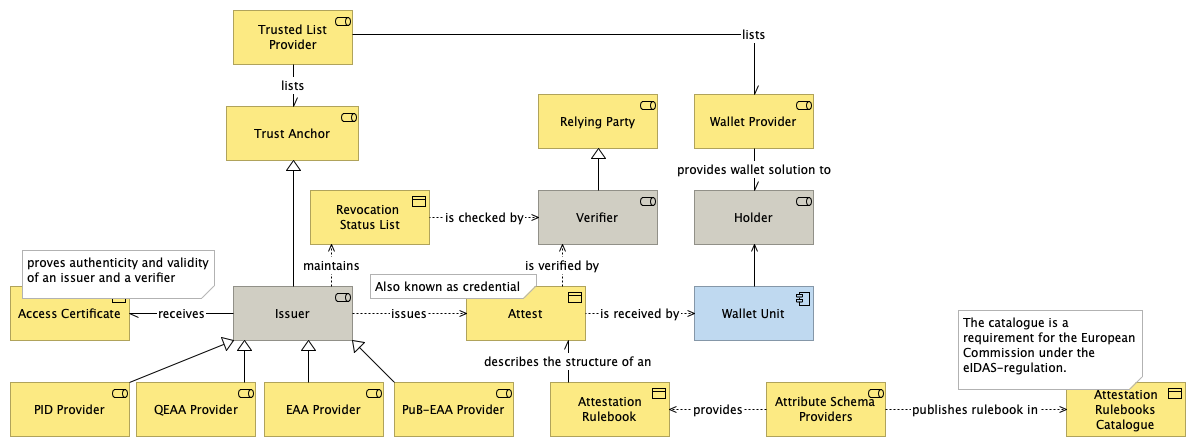 Trusted List
Provider
lists
lists
Trust Anchor
Relying Party
Wallet Provider
provides wallet solution to
Revocation
Status List
is checked by
Verifier
Holder
proves authenticity and validity
of an issuer and a verifier
maintains
is verified by
Also known as credential
Access Certificate
receives
Issuer
issues
Attest
is received by
Wallet Unit
The catalogue is a
requirement for the European
Commission under the
eIDAS-regulation.
describes the structure of an
PID Provider
QEAA Provider
EAA Provider
PuB-EAA Provider
Attestation
Rulebook
provides
Attribute Schema
Providers
publishes rulebook in
Attestation
Rulebooks
Catalogue